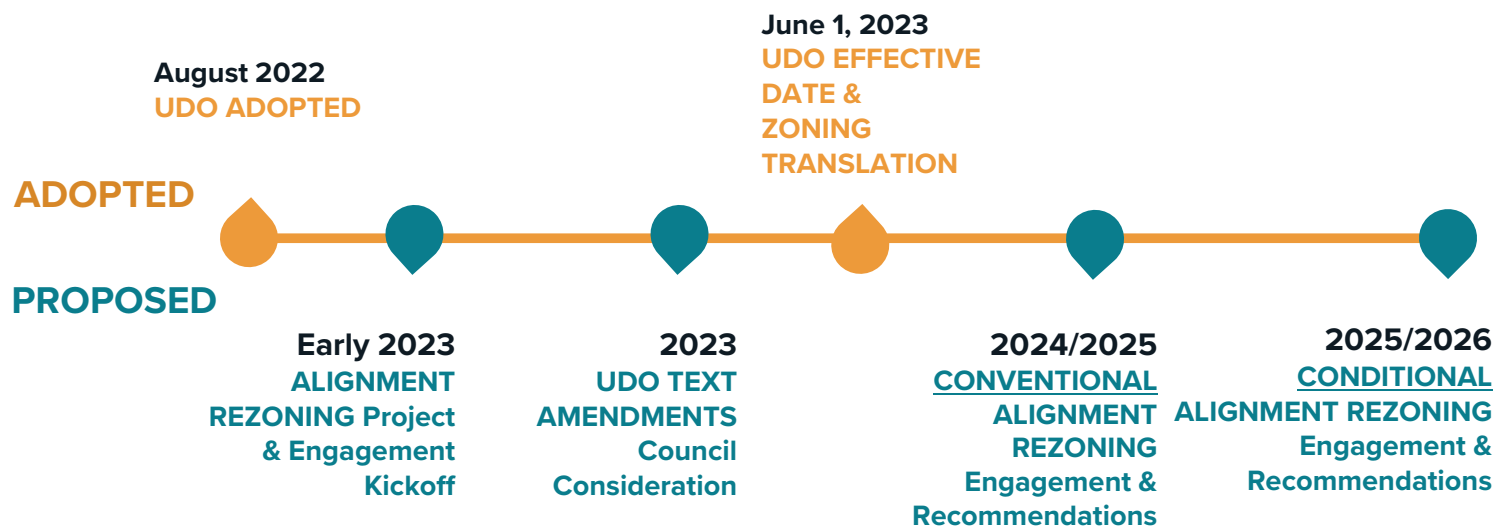 June 1, 2023
UDO EFFECTIVE
DATE &
ZONING
TRANSLATION
August 2022
UDO ADOPTED
ADOPTED
PROPOSED
Early 2023
ALIGNMENT
REZONING Project
& Engagement
Kickoff
2023
UDO TEXT
AMENDMENTS
Council
Consideration
2024/2025
CONVENTIONAL
ALIGNMENT
REZONING
Engagement &
Recommendations
2025/2026
CONDITIONAL
ALIGNMENT REZONING
Engagement &
Recommendations